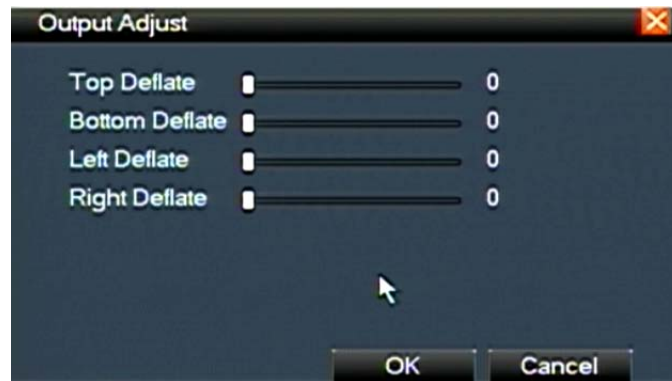 Output Adjust
Top Deflate 0
Bottom Deflate 0
Left Deflate 0
Right Deflate 0
OK Cancel